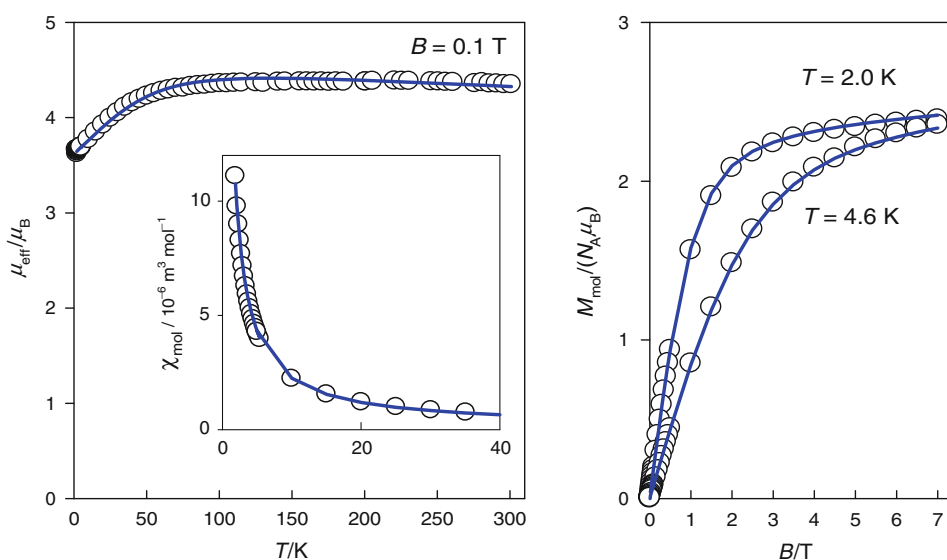 5
4
3
2
1
0
μeff/μB
B = 0.1 T
10
5
0
χmol / 10⁻⁶ m³ mol⁻¹
0 20 40
0 50 100 150 200 250 300
T/K
3
2
1
0
Mmol/(NAμB)
T = 2.0 K
T = 4.6 K
0 1 2 3 4 5 6 7
B/T